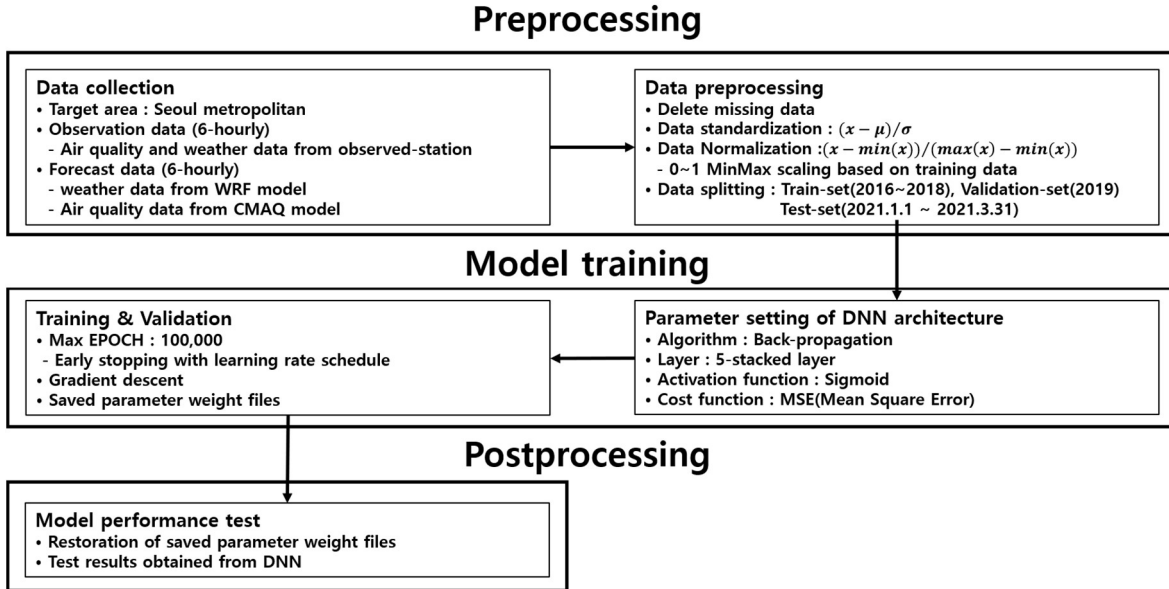 Preprocessing
Data collection
• Target area : Seoul metropolitan
• Observation data (6-hourly)
- Air quality and weather data from observed-station
• Forecast data (6-hourly)
- weather data from WRF model
- Air quality data from CMAQ model
Data preprocessing
• Delete missing data
• Data standardization : (x − μ)/σ
• Data Normalization :(x − min(x))/(max(x) − min(x))
- 0~1 MinMax scaling based on training data
• Data splitting : Train-set(2016~2018), Validation-set(2019)
Test-set(2021.1.1 ~ 2021.3.31)
Model training
Parameter setting of DNN architecture
• Algorithm : Back-propagation
• Layer : 5-stacked layer
• Activation function : Sigmoid
• Cost function : MSE(Mean Square Error)
Training & Validation
• Max EPOCH : 100,000
- Early stopping with learning rate schedule
• Gradient descent
• Saved parameter weight files
Postprocessing
Model performance test
• Restoration of saved parameter weight files
• Test results obtained from DNN